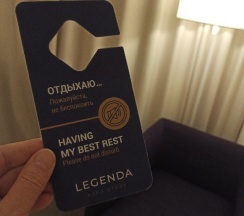 ОТДЫХАЮ...
Пожалуйста,
не беспокоить
HAVING
MY BEST REST
Please do not disturb
LEGENDA